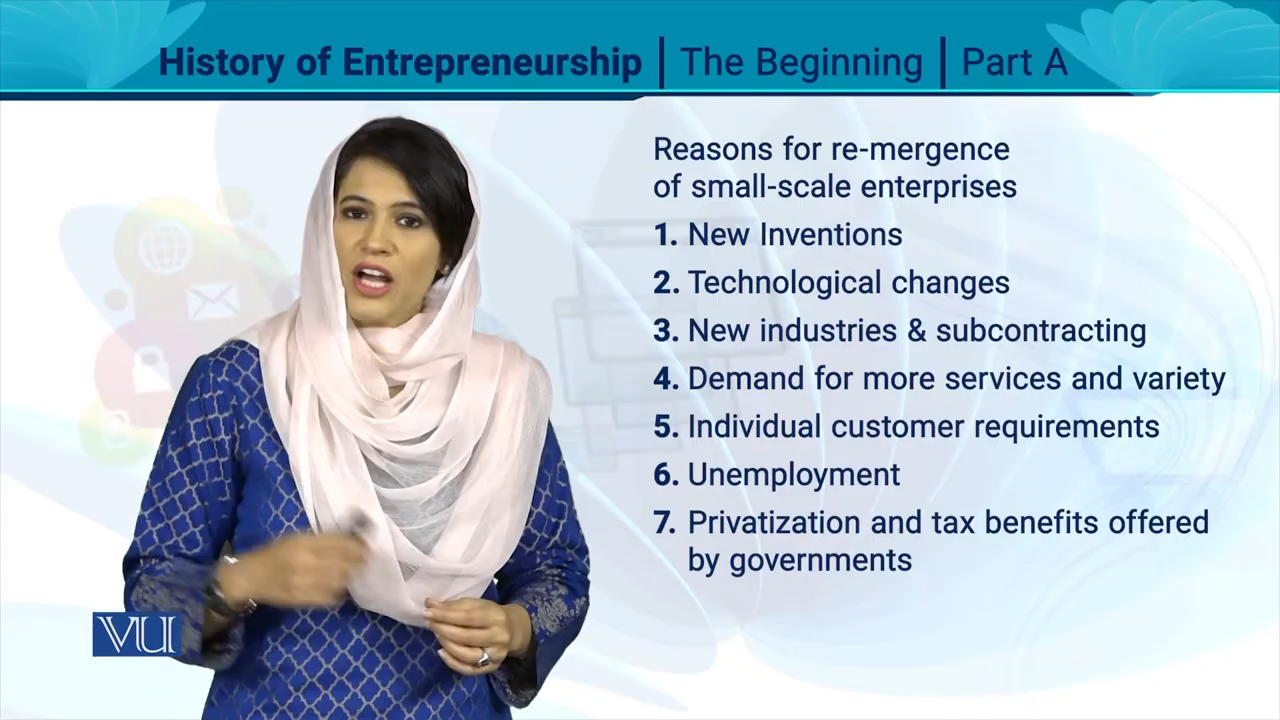 History of Entrepreneurship | The Beginning | Part A
Reasons for re-mergence
of small-scale enterprises
1. New Inventions
2. Technological changes
3. New industries & subcontracting
4. Demand for more services and variety
5. Individual customer requirements
6. Unemployment
7. Privatization and tax benefits offered
by governments
VU